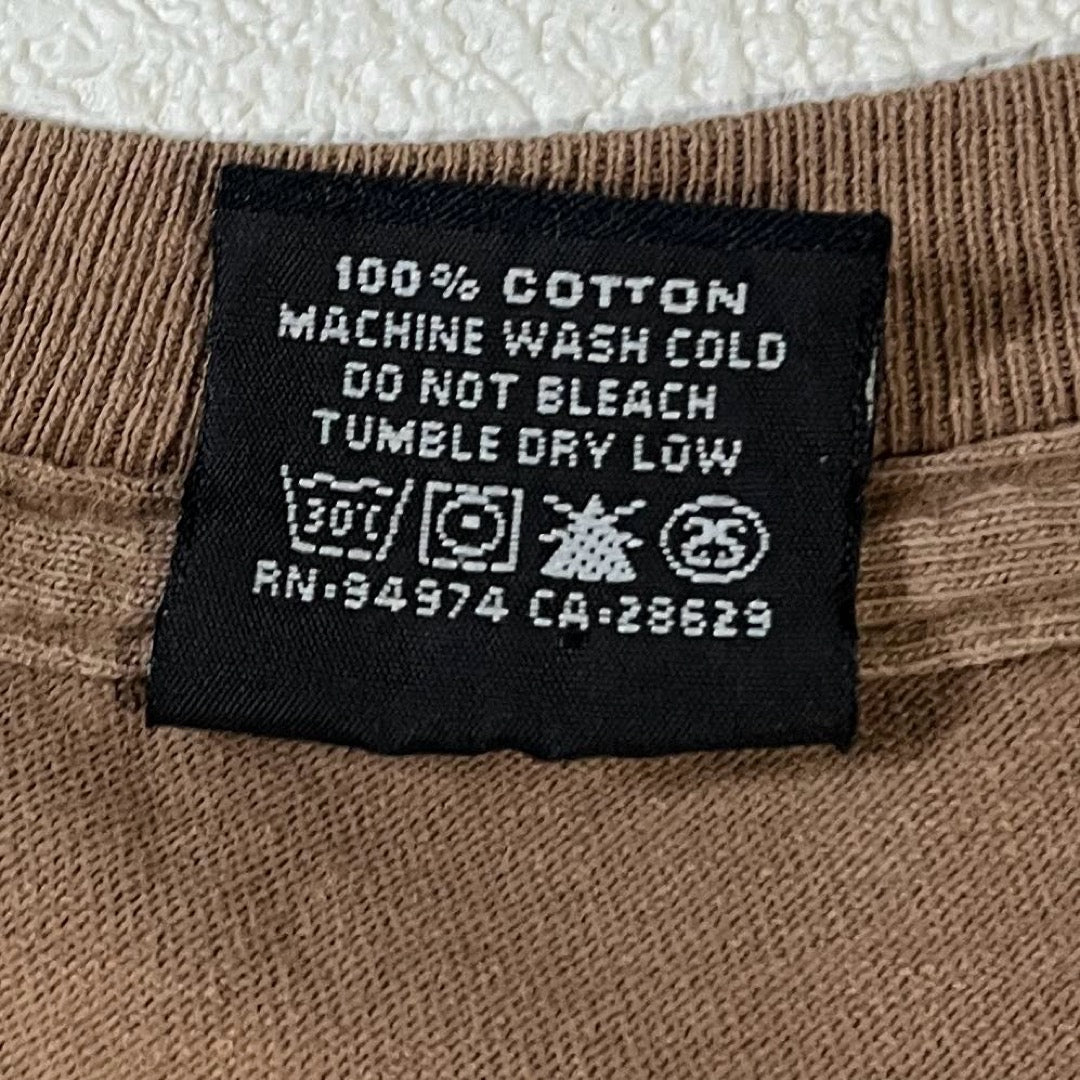 100% COTTON
MACHINE WASH COLD
DO NOT BLEACH
TUMBLE DRY LOW
30°C
RN:94974 CA:28629